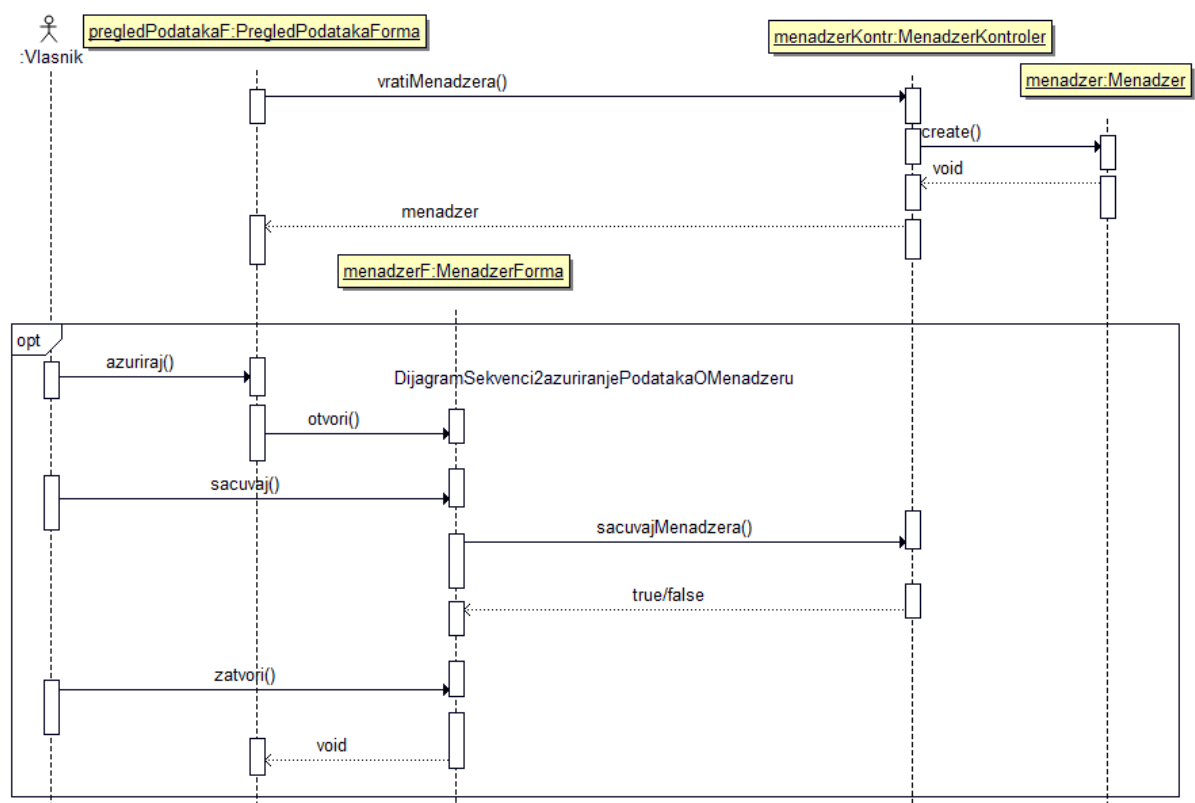 pregledPodatakaF:PregledPodatakaForma
menadzerKontr:MenadzerKontroler
:Vlasnik
menadzer:Menadzer
vratiMenadzera()
create()
void
menadzer
menadzerF:MenadzerForma
opt
azuriraj()
DijagramSekvenci2azuriranjePodatakaOMenadzeru
otvori()
sacuvaj()
sacuvajMenadzera()
true/false
zatvori()
void